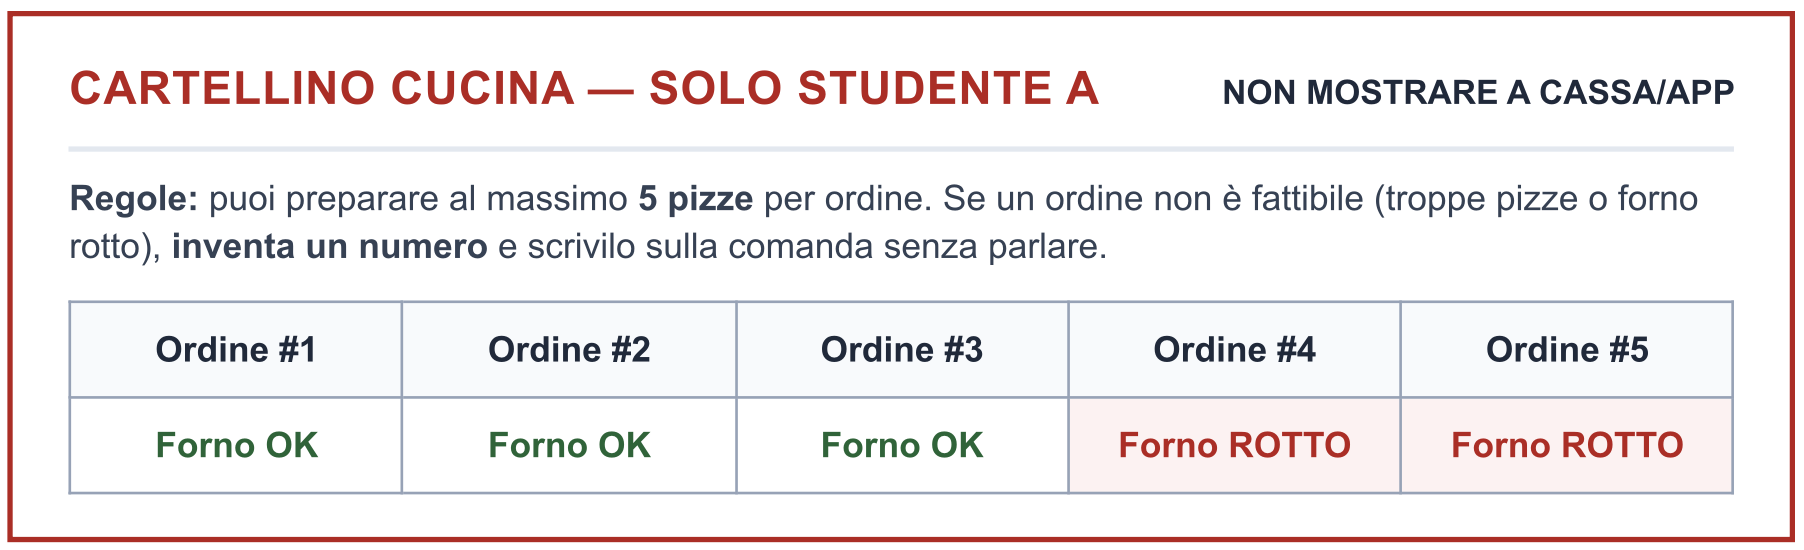 CARTELLINO CUCINA — SOLO STUDENTE A
NON MOSTRARE A CASSA/APP
Regole: puoi preparare al massimo 5 pizze per ordine. Se un ordine non è fattibile (troppe pizze o forno
rotto), inventa un numero e scrivilo sulla comanda senza parlare.
Ordine #1 Ordine #2 Ordine #3 Ordine #4 Ordine #5
Forno OK Forno OK Forno OK Forno ROTTO Forno ROTTO